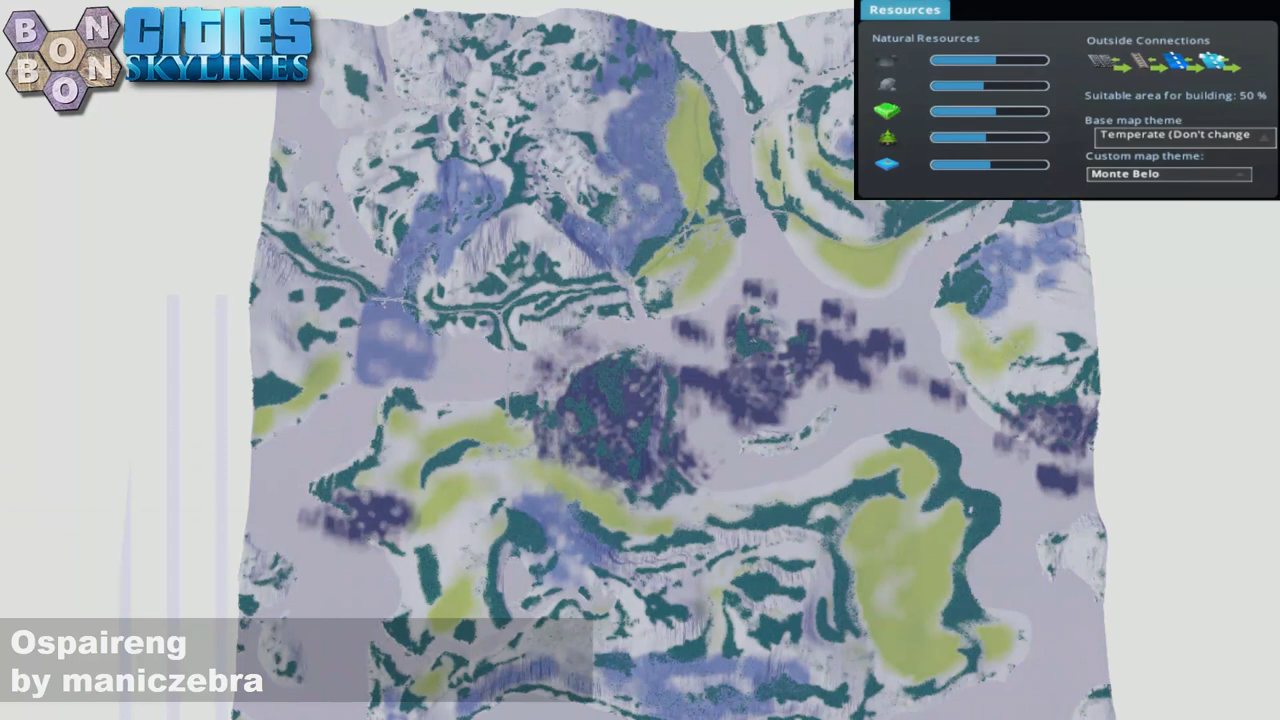 BON
BON
O
CITIES
SKYLINES
Resources
Natural Resources
Outside Connections
Suitable area for building: 50 %
Base map theme
Temperate (Don't change
Custom map theme:
Monte Belo
Ospaireng
by maniczebra